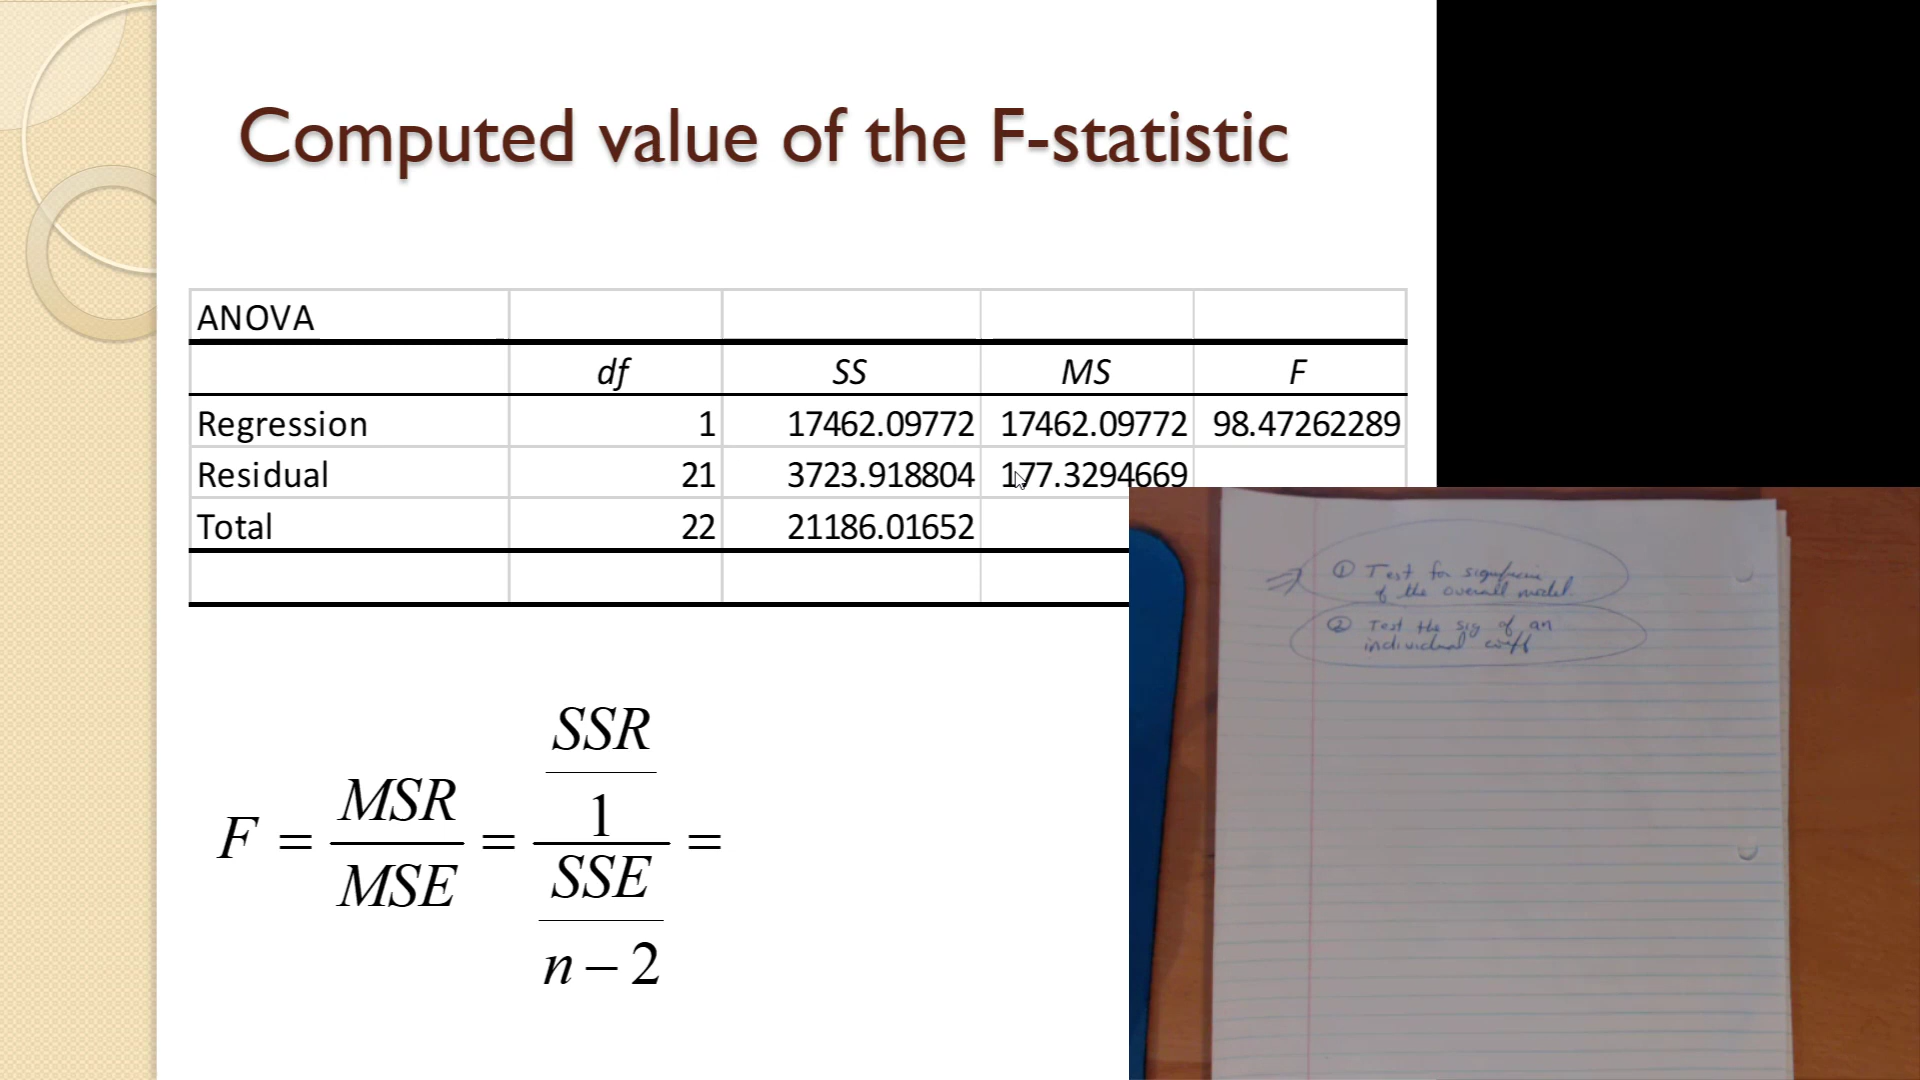 Computed value of the F-statistic
ANOVA
df SS MS F
Regression 1 17462.09772 17462.09772 98.47262289
Residual 21 3723.918804 177.3294669
Total 22 21186.01652
F = MSR / MSE = (SSR / 1) / (SSE / n − 2) =
① Test for significance
of the overall model.
② Test the sig of an
individual coeff